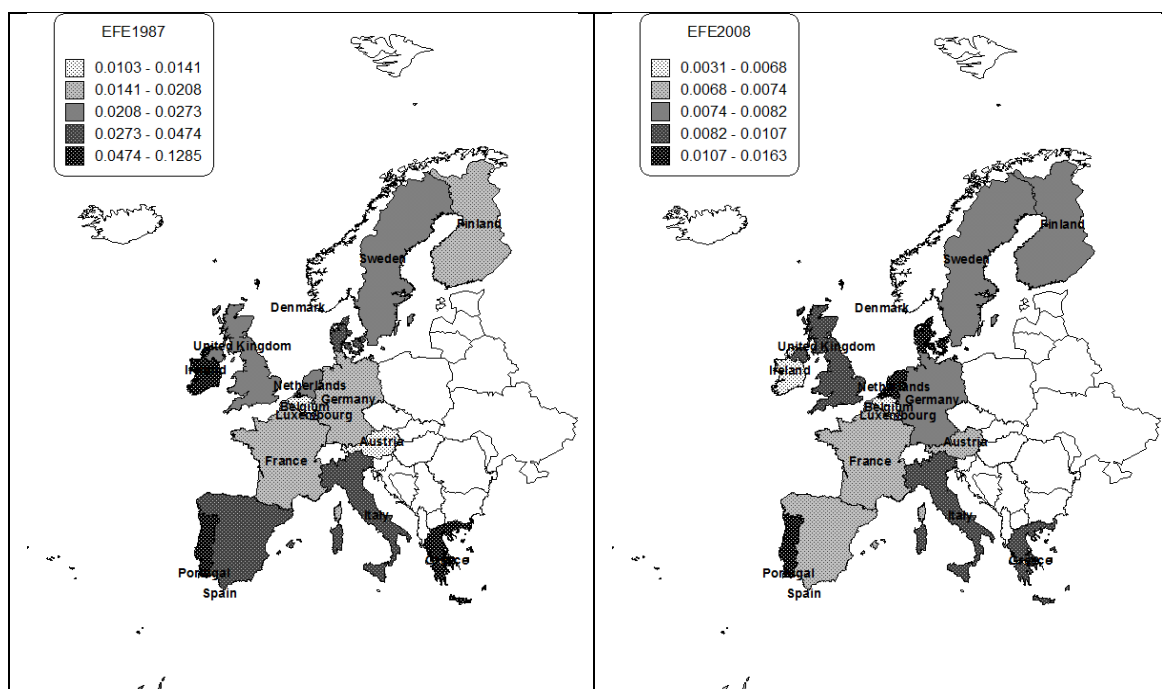 EFE1987
0.0103 - 0.0141
0.0141 - 0.0208
0.0208 - 0.0273
0.0273 - 0.0474
0.0474 - 0.1285
Finland
Sweden
Denmark
United Kingdom
Ireland
Netherlands
Germany
Belgium
Luxembourg
Austria
France
Italy
Greece
Portugal
Spain
EFE2008
0.0031 - 0.0068
0.0068 - 0.0074
0.0074 - 0.0082
0.0082 - 0.0107
0.0107 - 0.0163
Finland
Sweden
Denmark
United Kingdom
Ireland
Netherlands
Germany
Belgium
Luxembourg
Austria
France
Italy
Greece
Portugal
Spain